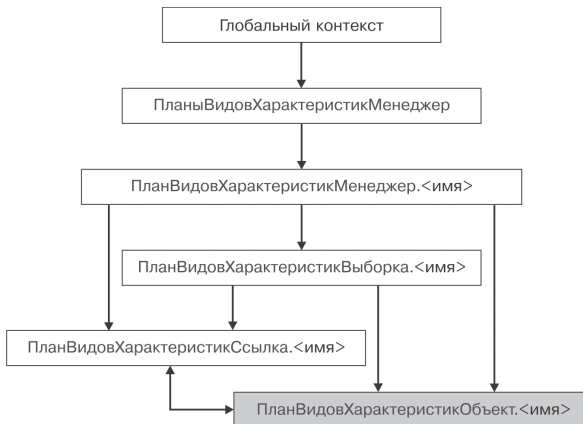 Глобальный контекст
ПланыВидовХарактеристикМенеджер
ПланВидовХарактеристикМенеджер.<имя>
ПланВидовХарактеристикВыборка.<имя>
ПланВидовХарактеристикСсылка.<имя>
ПланВидовХарактеристикОбъект.<имя>